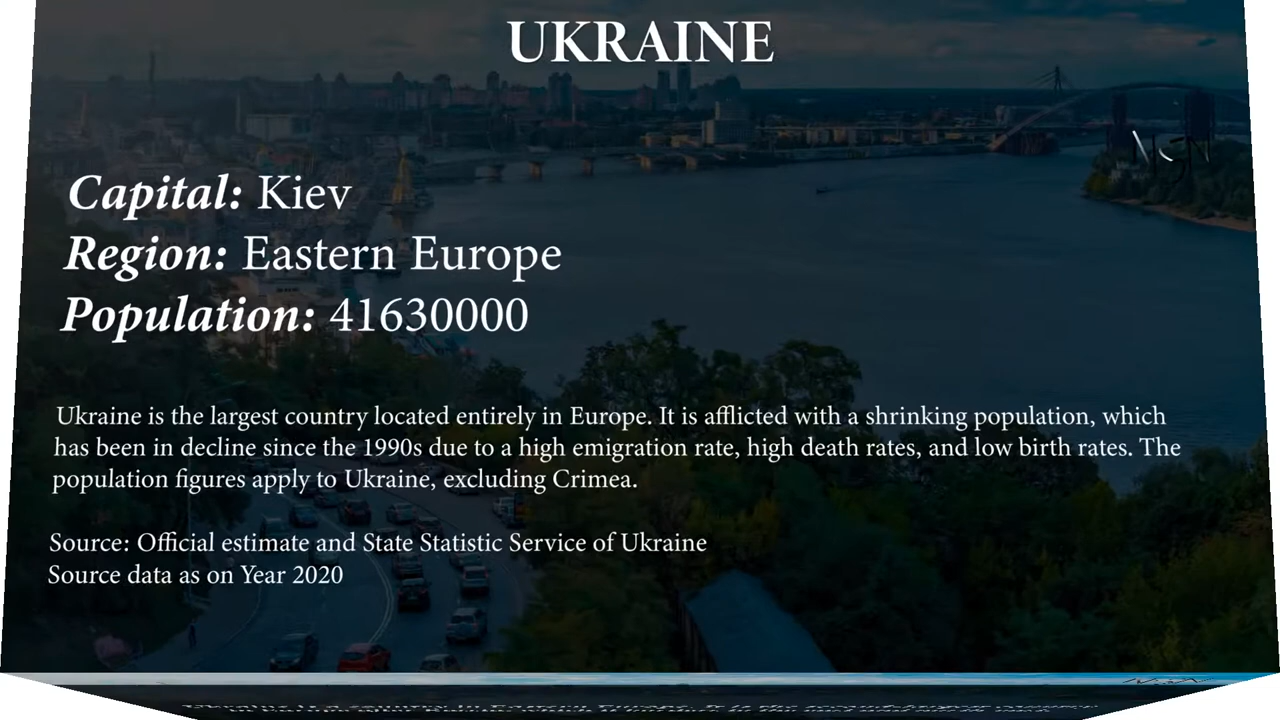 UKRAINE
NSN
Capital: Kiev
Region: Eastern Europe
Population: 41630000
Ukraine is the largest country located entirely in Europe. It is afflicted with a shrinking population, which
has been in decline since the 1990s due to a high emigration rate, high death rates, and low birth rates. The
population figures apply to Ukraine, excluding Crimea.
Source: Official estimate and State Statistic Service of Ukraine
Source data as on Year 2020